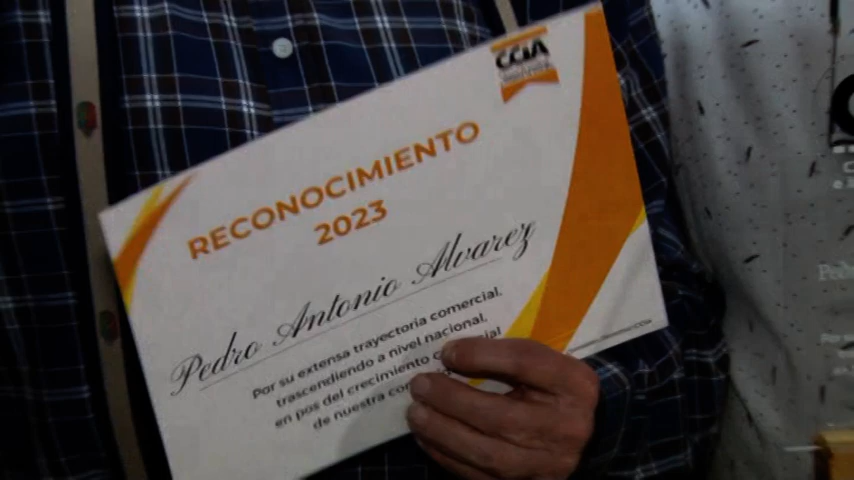 CCIA
RECONOCIMIENTO
2023
Pedro Antonio Alvarez
Por su extensa trayectoria comercial,
trascendiendo a nivel nacional,
en pos del crecimiento
de nuestra